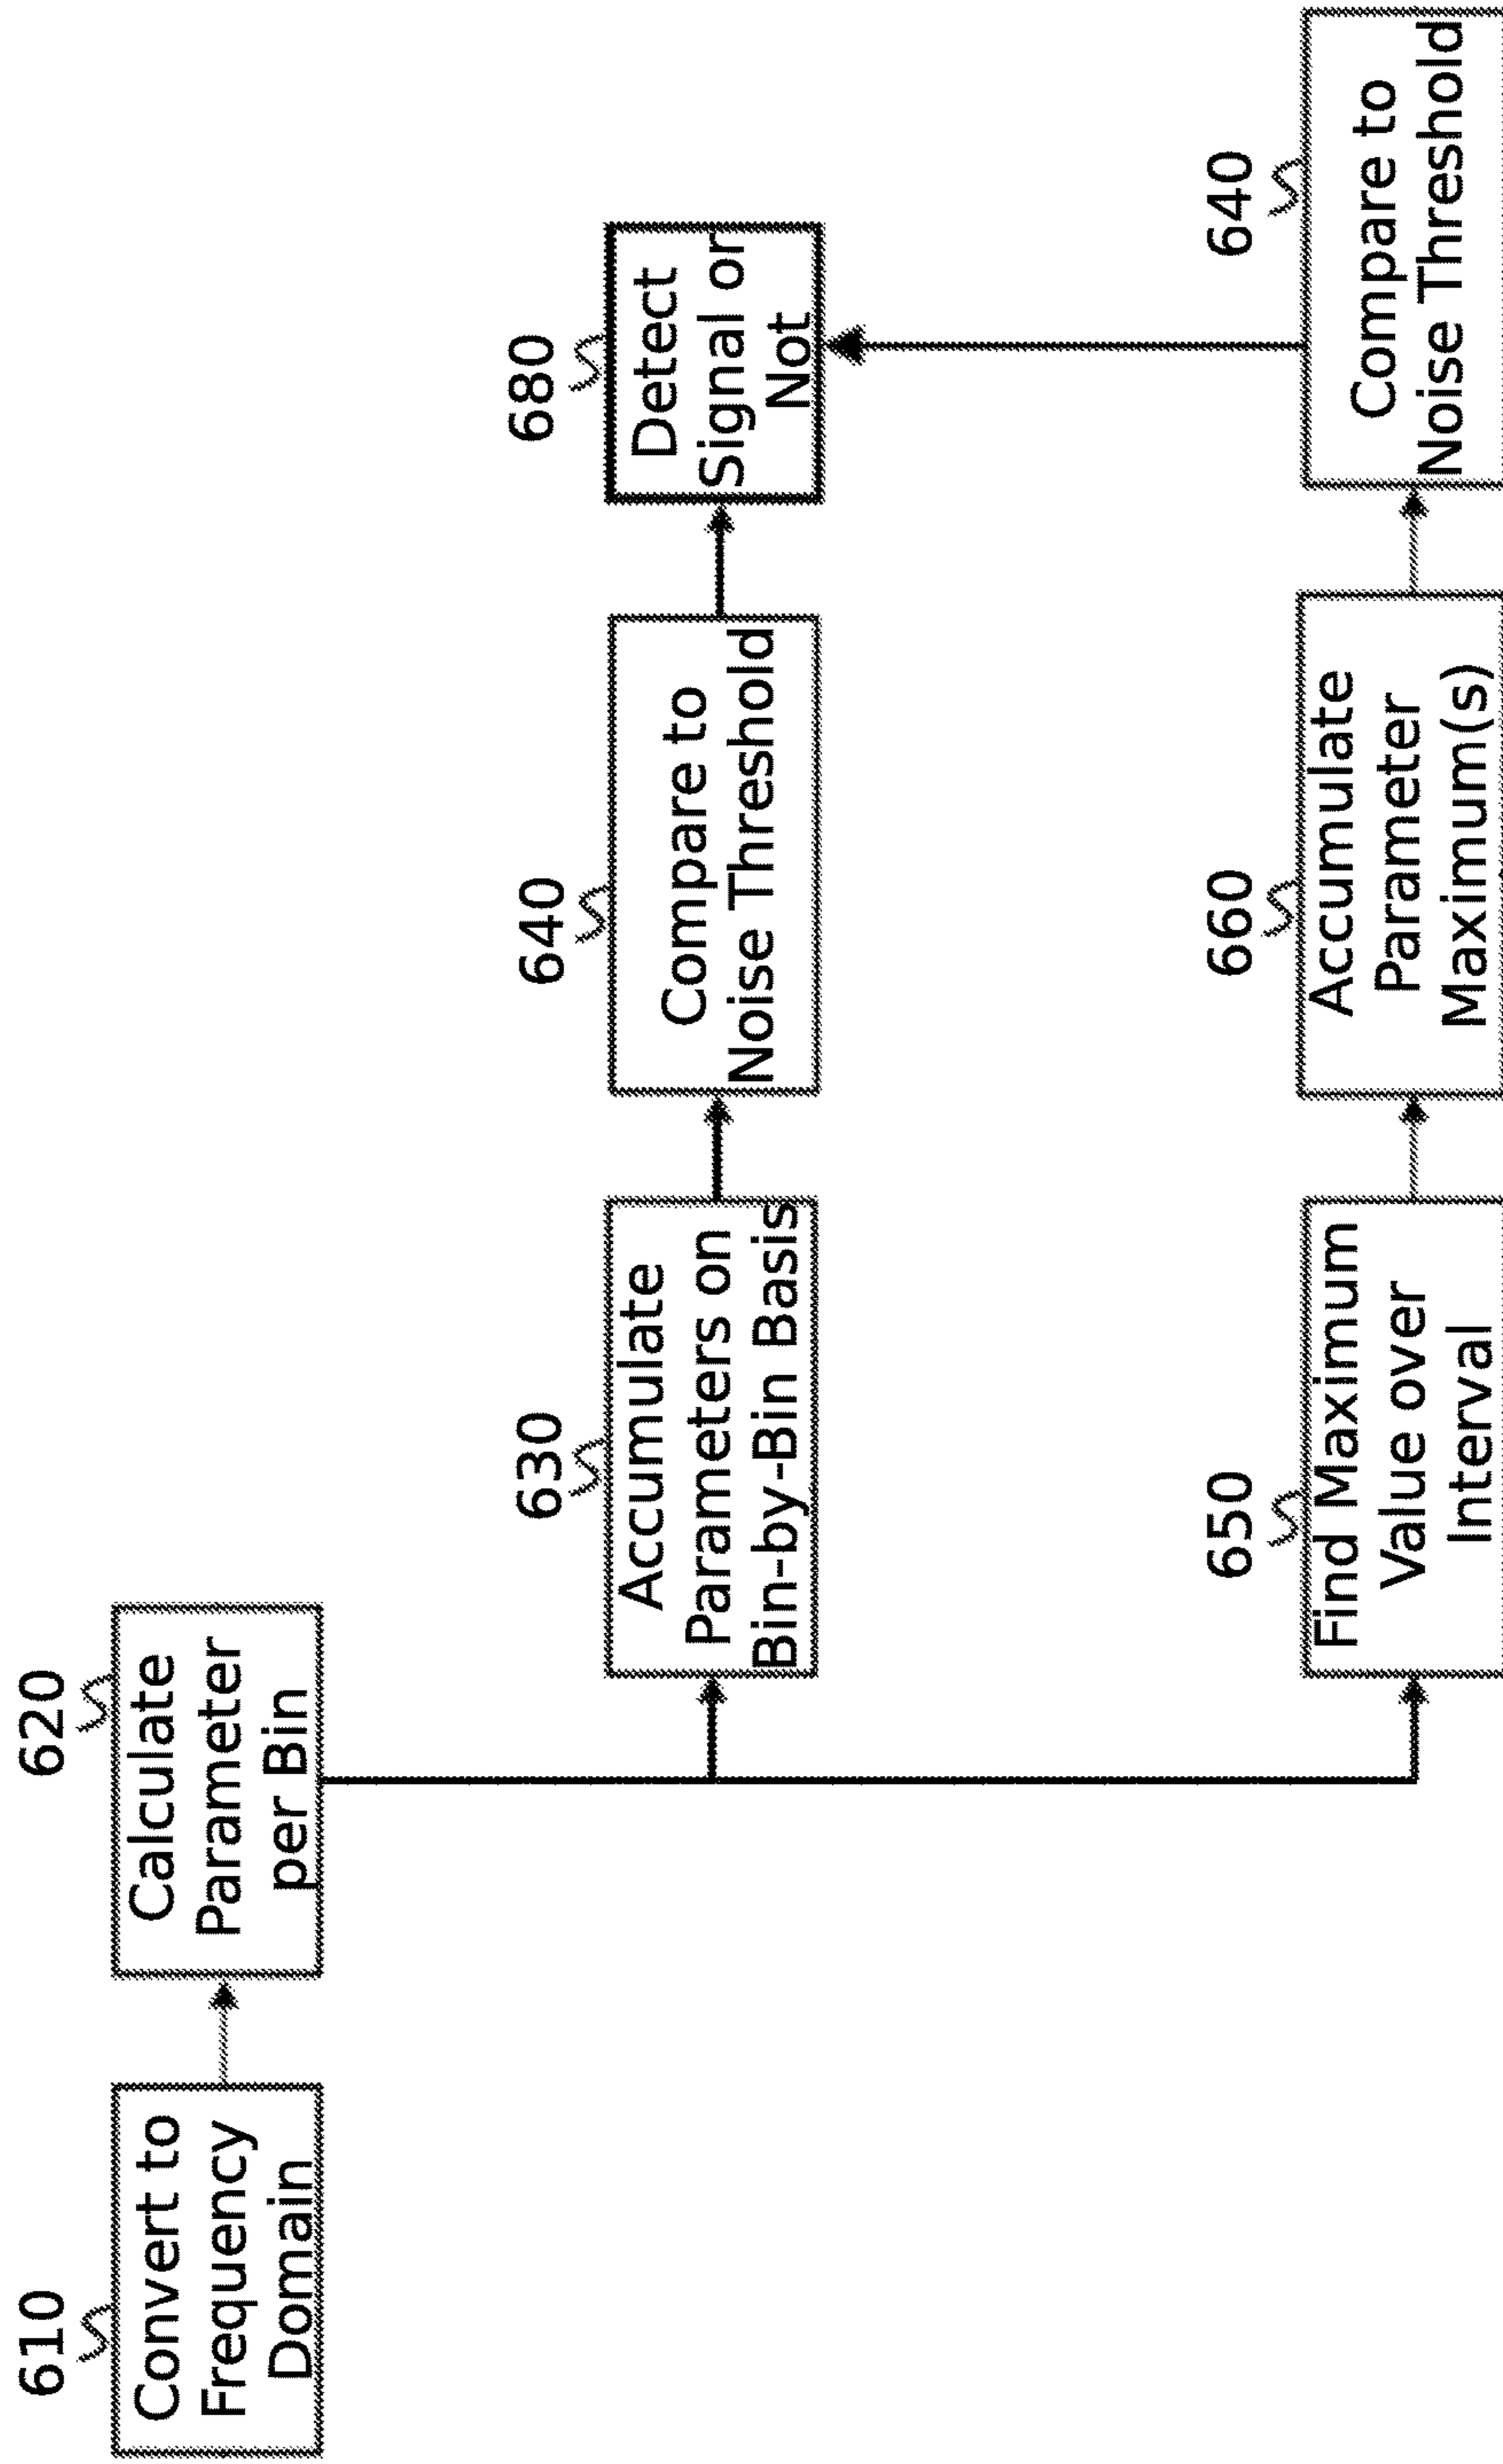 610
Convert to
Frequency
Domain
620
Calculate
Parameter
per Bin
630
Accumulate
Parameters on
Bin-by-Bin Basis
640
Compare to
Noise Threshold
680
Detect
Signal or
Not
650
Find Maximum
Value over
Interval
660
Accumulate
Parameter
Maximum(s)
640
Compare to
Noise Threshold